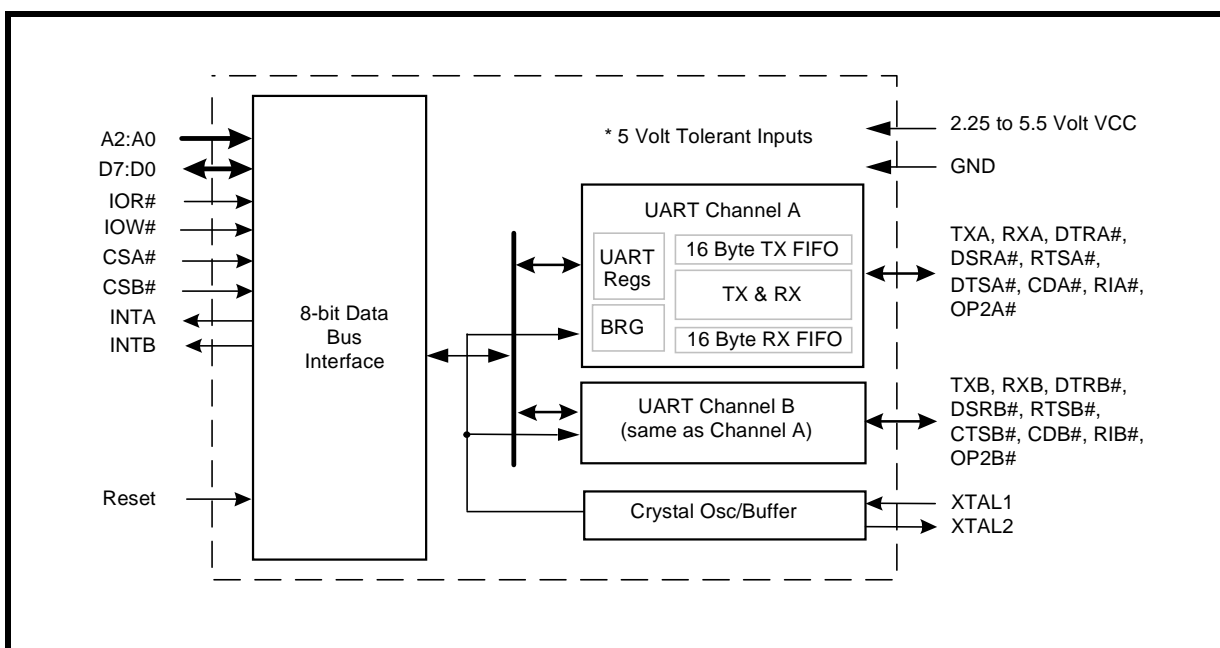 A2:A0
D7:D0
IOR#
IOW#
CSA#
CSB#
INTA
INTB
Reset
8-bit Data
Bus
Interface
* 5 Volt Tolerant Inputs
UART Channel A
UART
Regs
BRG
16 Byte TX FIFO
TX & RX
16 Byte RX FIFO
UART Channel B
(same as Channel A)
Crystal Osc/Buffer
2.25 to 5.5 Volt VCC
GND
TXA, RXA, DTRA#,
DSRA#, RTSA#,
DTSA#, CDA#, RIA#,
OP2A#
TXB, RXB, DTRB#,
DSRB#, RTSB#,
CTSB#, CDB#, RIB#,
OP2B#
XTAL1
XTAL2